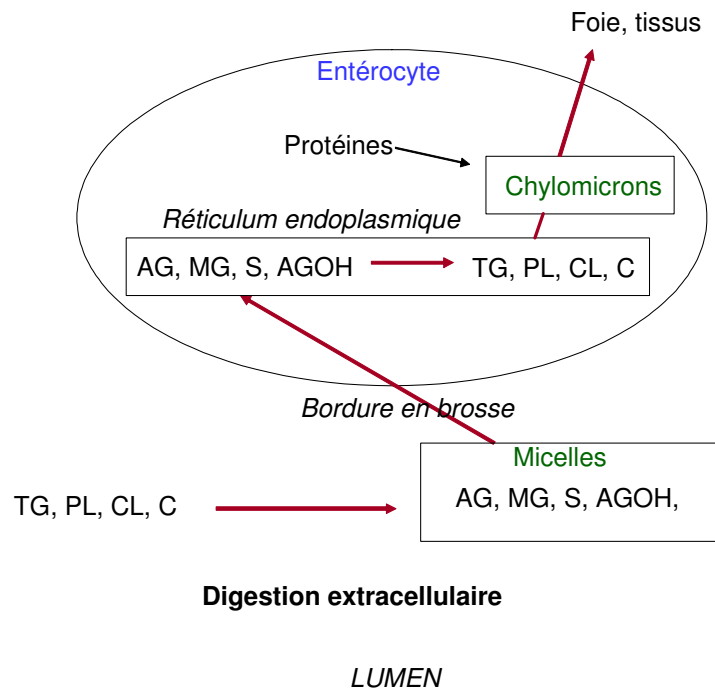 Foie, tissus
Entérocyte
Protéines
Chylomicrons
Réticulum endoplasmique
AG, MG, S, AGOH
TG, PL, CL, C
Bordure en brosse
Micelles
AG, MG, S, AGOH,
TG, PL, CL, C
Digestion extracellulaire
LUMEN